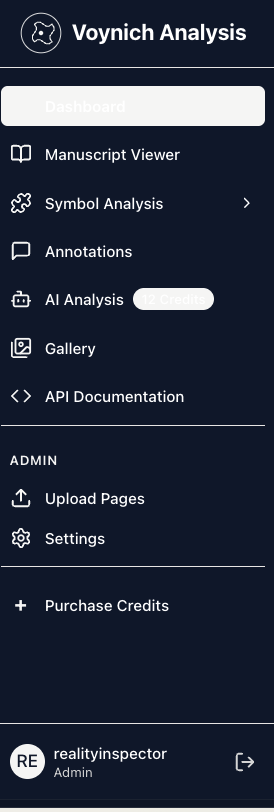 Voynich Analysis
Dashboard
Manuscript Viewer
Symbol Analysis
Annotations
AI Analysis 12 Credits
Gallery
API Documentation
ADMIN
Upload Pages
Settings
Purchase Credits
RE realityinspector
Admin